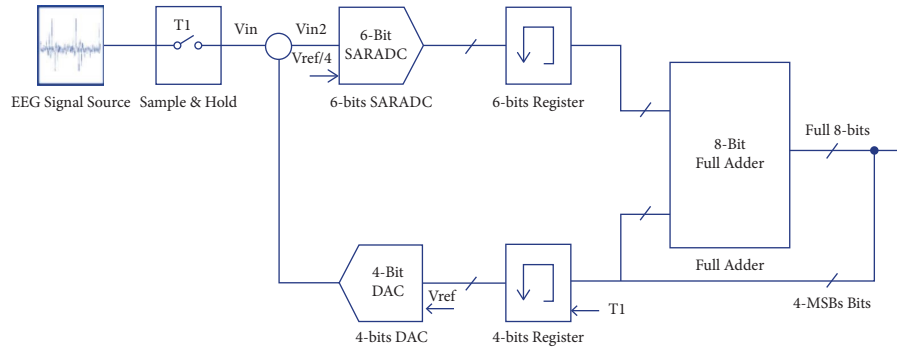 T1
Vin
Vin2
Vref/4
6-Bit
SARADC
EEG Signal Source
Sample & Hold
6-bits SARADC
6-bits Register
8-Bit
Full Adder
Full 8-bits
4-Bit
DAC
Vref
Full Adder
T1
4-MSBs Bits
4-bits DAC
4-bits Register